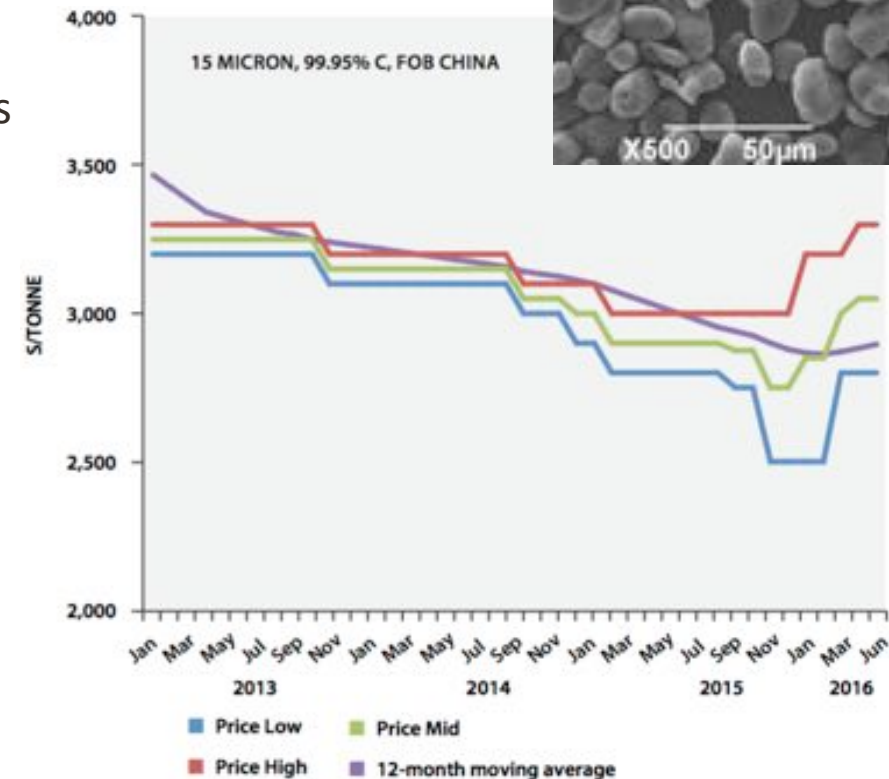 s
4,000
15 MICRON, 99.95% C, FOB CHINA
X500 50µm
3,500
3,000
2,500
2,000
S/TONNE
Jan Mar May Jul Sep Nov Jan Mar May Jul Sep Nov Jan Mar May Jul Sep Nov Jan Mar Jun
2013 2014 2015 2016
Price Low Price Mid
Price High 12-month moving average